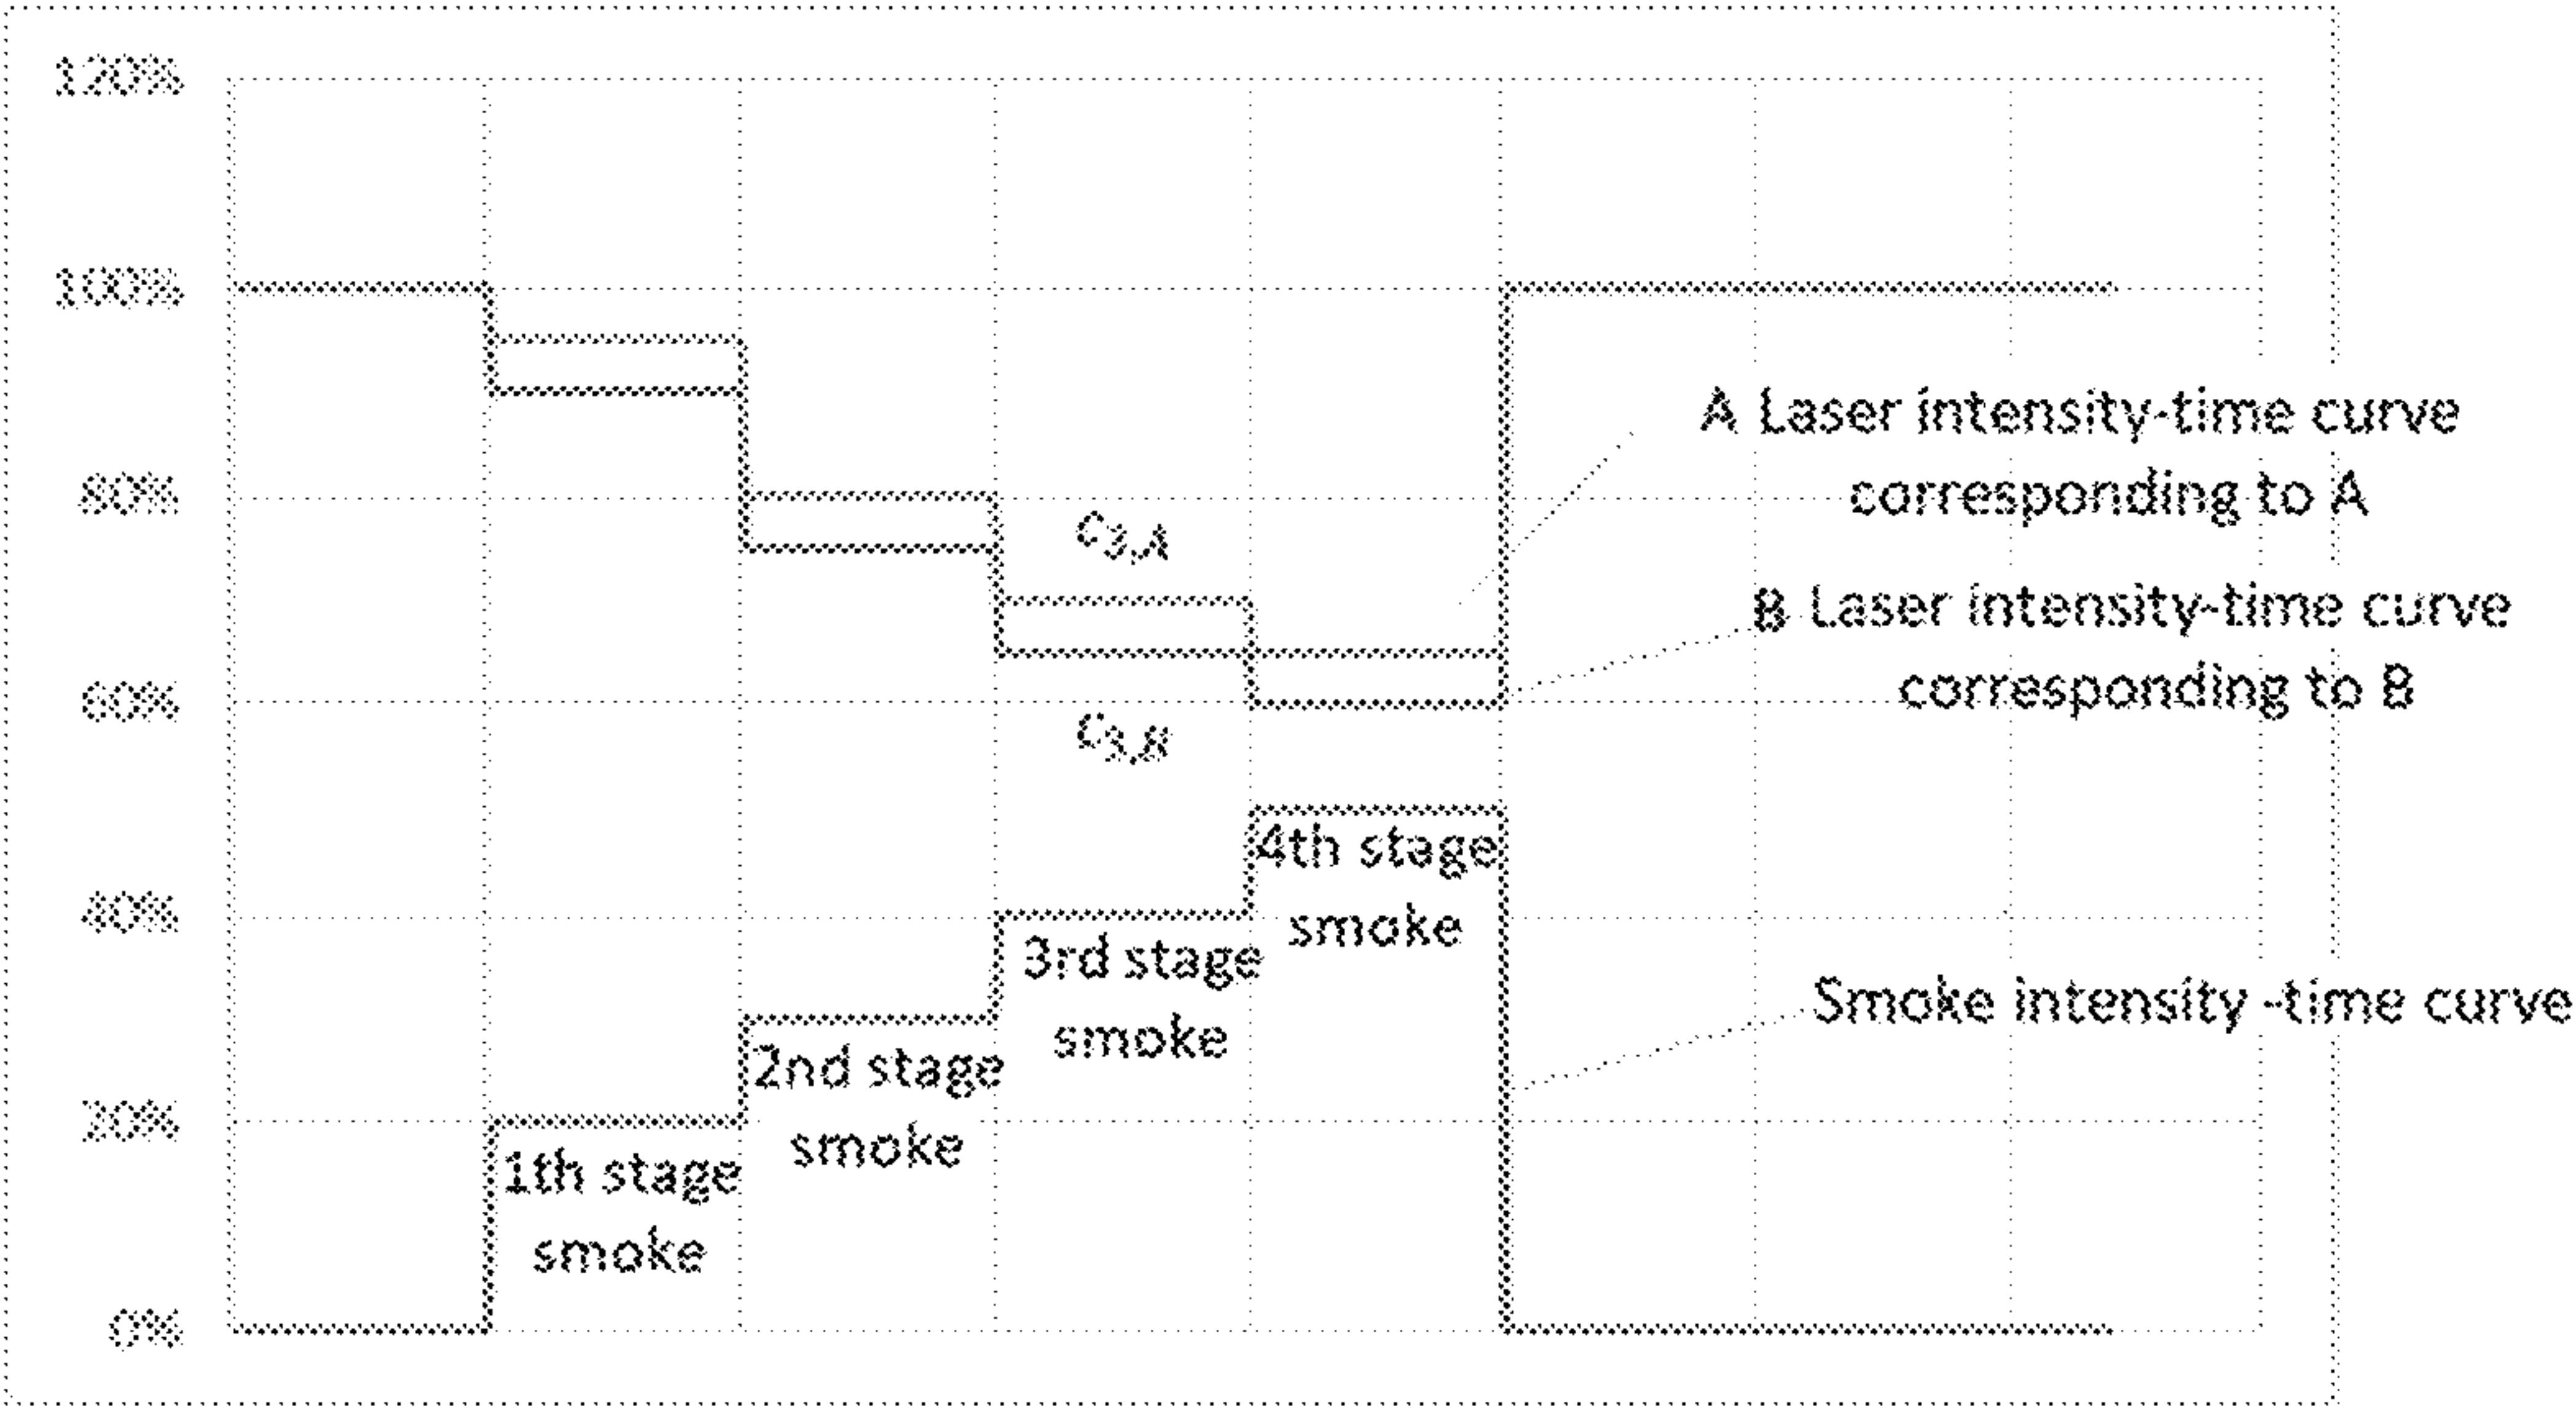 120%
100%
80%
60%
40%
20%
0%
A Laser intensity-time curve
corresponding to A
B Laser intensity-time curve
corresponding to B
Smoke intensity -time curve
c3,A
c3,B
1th stage
smoke
2nd stage
smoke
3rd stage
smoke
4th stage
smoke